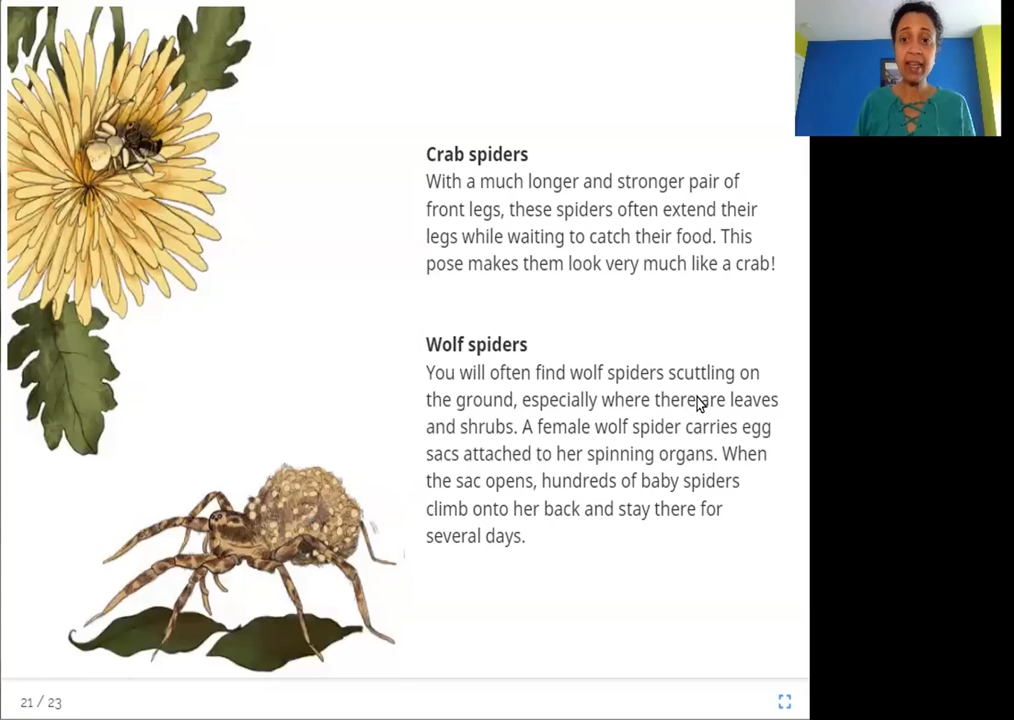 Crab spiders
With a much longer and stronger pair of
front legs, these spiders often extend their
legs while waiting to catch their food. This
pose makes them look very much like a crab!
Wolf spiders
You will often find wolf spiders scuttling on
the ground, especially where there are leaves
and shrubs. A female wolf spider carries egg
sacs attached to her spinning organs. When
the sac opens, hundreds of baby spiders
climb onto her back and stay there for
several days.
21 / 23